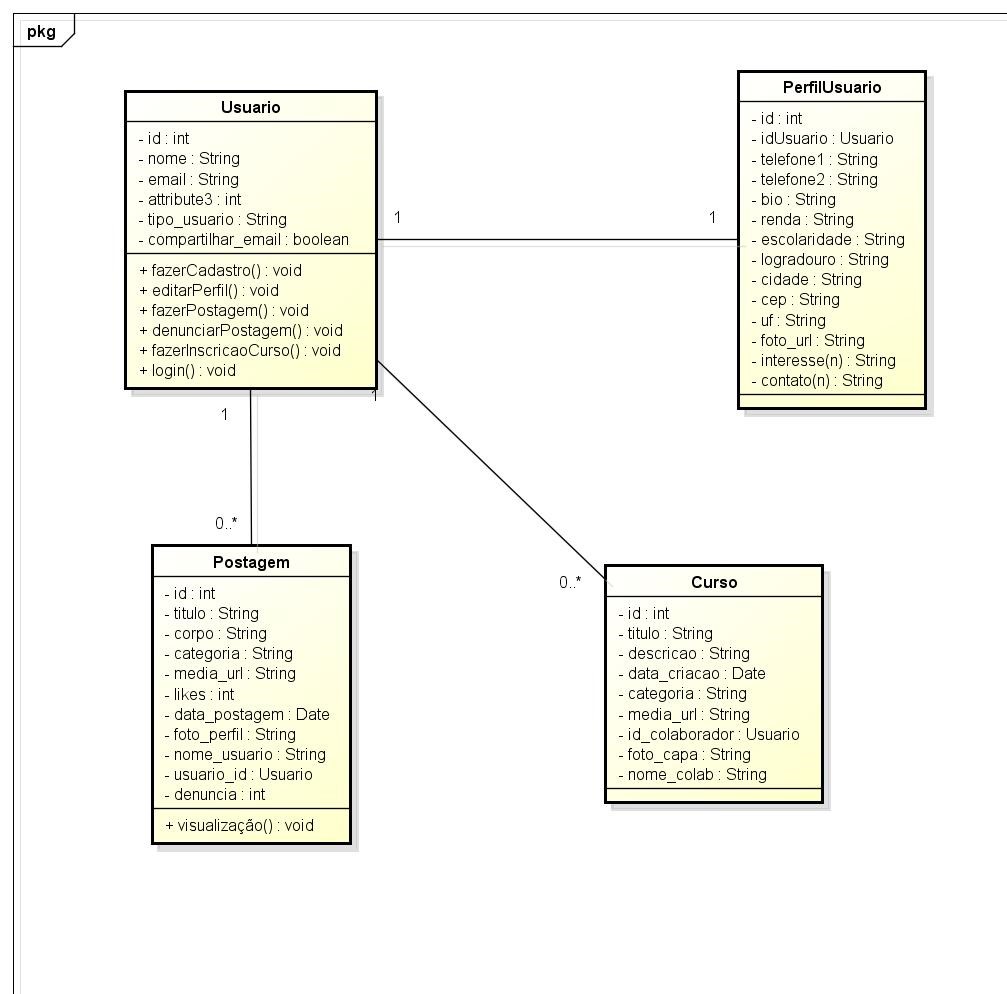 pkg
Usuario
- id : int
- nome : String
- email : String
- attribute3 : int
- tipo_usuario : String
- compartilhar_email : boolean
+ fazerCadastro() : void
+ editarPerfil() : void
+ fazerPostagem() : void
+ denunciarPostagem() : void
+ fazerInscricaoCurso() : void
+ login() : void
PerfilUsuario
- id : int
- idUsuario : Usuario
- telefone1 : String
- telefone2 : String
- bio : String
- renda : String
- escolaridade : String
- logradouro : String
- cidade : String
- cep : String
- uf : String
- foto_url : String
- interesse(n) : String
- contato(n) : String
1
1
1
1
0..*
0..*
Postagem
- id : int
- titulo : String
- corpo : String
- categoria : String
- media_url : String
- likes : int
- data_postagem : Date
- foto_perfil : String
- nome_usuario : String
- usuario_id : Usuario
- denuncia : int
+ visualização() : void
Curso
- id : int
- titulo : String
- descricao : String
- data_criacao : Date
- categoria : String
- media_url : String
- id_colaborador : Usuario
- foto_capa : String
- nome_colab : String